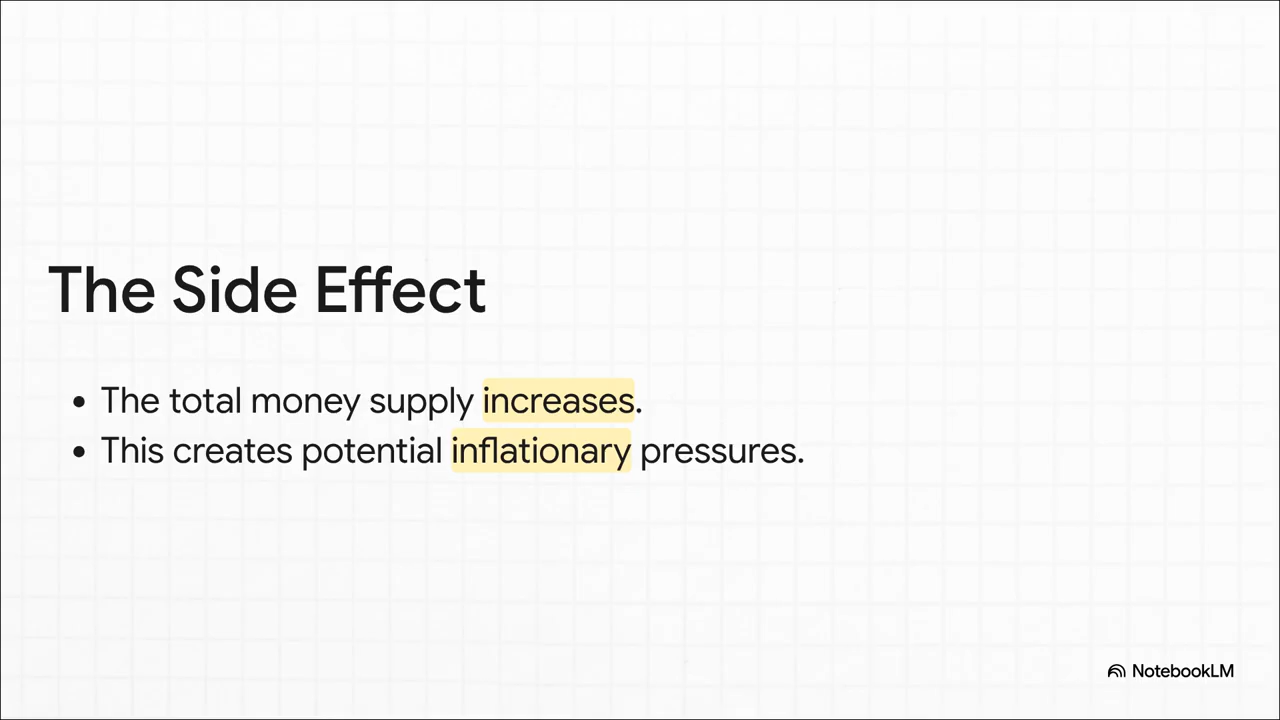 The Side Effect
• The total money supply increases.
• This creates potential inflationary pressures.
NotebookLM